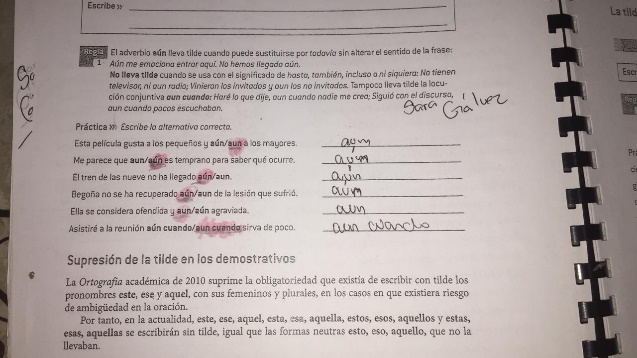 Escribe »
La tild
Regla El adverbio aún lleva tilde cuando puede sustituirse por todavía sin alterar el sentido de la frase:
1 Aún me emociona entrar aquí. No hemos llegado aún.
No lleva tilde cuando se usa con el significado de hasta, también, incluso o ni siquiera: No tienen
televisor, ni aun radio; Vinieron los invitados y aun los no invitados. Tampoco lleva tilde la locu-
ción conjuntiva aun cuando: Haré lo que dije, aun cuando nadie me crea; Siguió con el discurso,
aun cuando pocos escuchaban.
Sara Gálvez
Práctica » Escribe la alternativa correcta.
Esta película gusta a los pequeños y aún/aun a los mayores. aun
Me parece que aun/aún es temprano para saber qué ocurre. aún
El tren de las nueve no ha llegado aún/aun. aún
Begoña no se ha recuperado aún/aun de la lesión que sufrió. aún
Ella se considera ofendida y aun/aún agraviada. aun
Asistiré a la reunión aún cuando/aun cuando sirva de poco. aun cuando
Supresión de la tilde en los demostrativos
La Ortografía académica de 2010 suprime la obligatoriedad que existía de escribir con tilde los
pronombres este, ese y aquel, con sus femeninos y plurales, en los casos en que existiera riesgo
de ambigüedad en la oración.
Por tanto, en la actualidad, este, ese, aquel, esta, esa, aquella, estos, esos, aquellos y estas,
esas, aquellas se escribirán sin tilde, igual que las formas neutras esto, eso, aquello, que no la
llevaban.